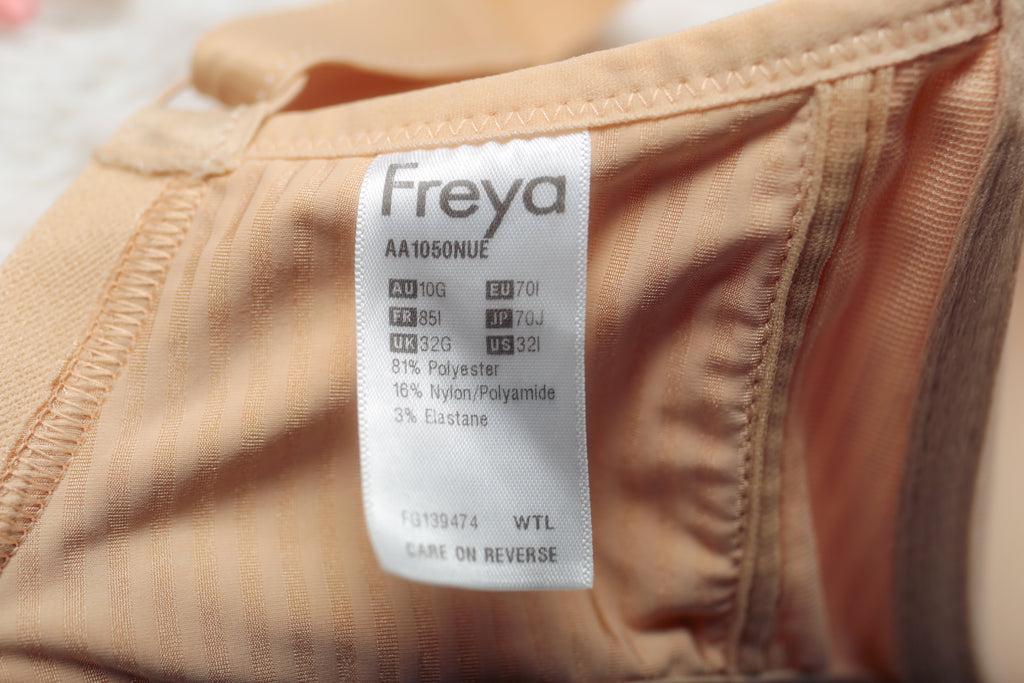 Freya
AA1050NUE
AU 10G EU 70I
FR 85I JP 70J
UK 32G US 32I
81% Polyester
16% Nylon/Polyamide
3% Elastane
FG139474 WTL
CARE ON REVERSE